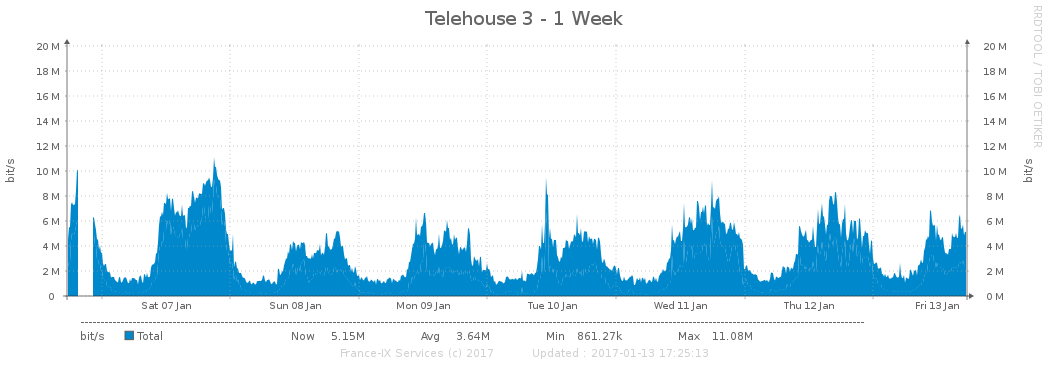 Telehouse 3 - 1 Week
RRDTOOL / TOBI OETIKER
bit/s
20 M 20 M
18 M 18 M
16 M 16 M
14 M 14 M
12 M 12 M
10 M 10 M
8 M 8 M
6 M 6 M
4 M 4 M
2 M 2 M
0 0 M
bit/s
Sat 07 Jan Sun 08 Jan Mon 09 Jan Tue 10 Jan Wed 11 Jan Thu 12 Jan Fri 13 Jan
bit/s Total Now 5.15M Avg 3.64M Min 861.27k Max 11.08M
France-IX Services (c) 2017 Updated : 2017-01-13 17:25:13